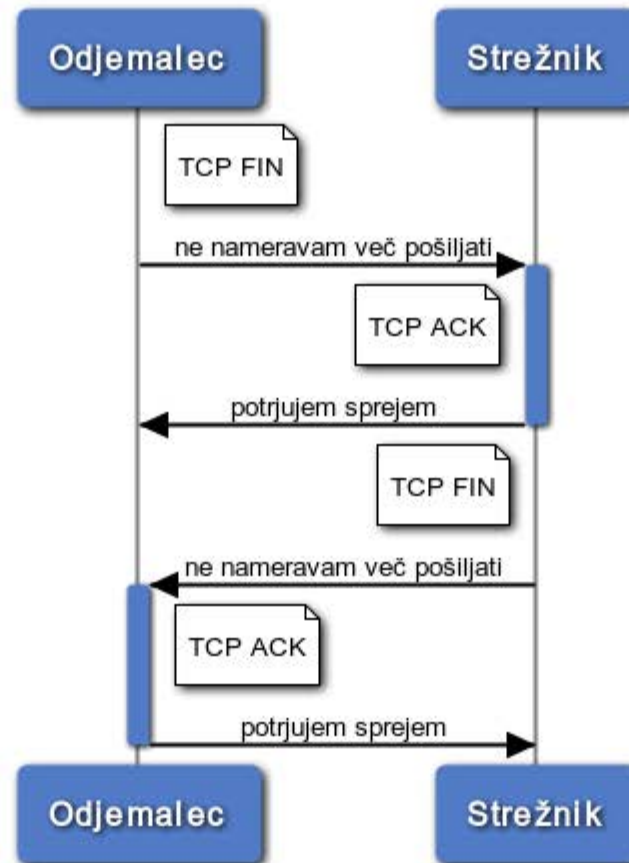 Odjemalec
Strežnik
TCP FIN
ne nameravam več pošiljati
TCP ACK
potrjujem sprejem
TCP FIN
ne nameravam več pošiljati
TCP ACK
potrjujem sprejem
Odjemalec
Strežnik